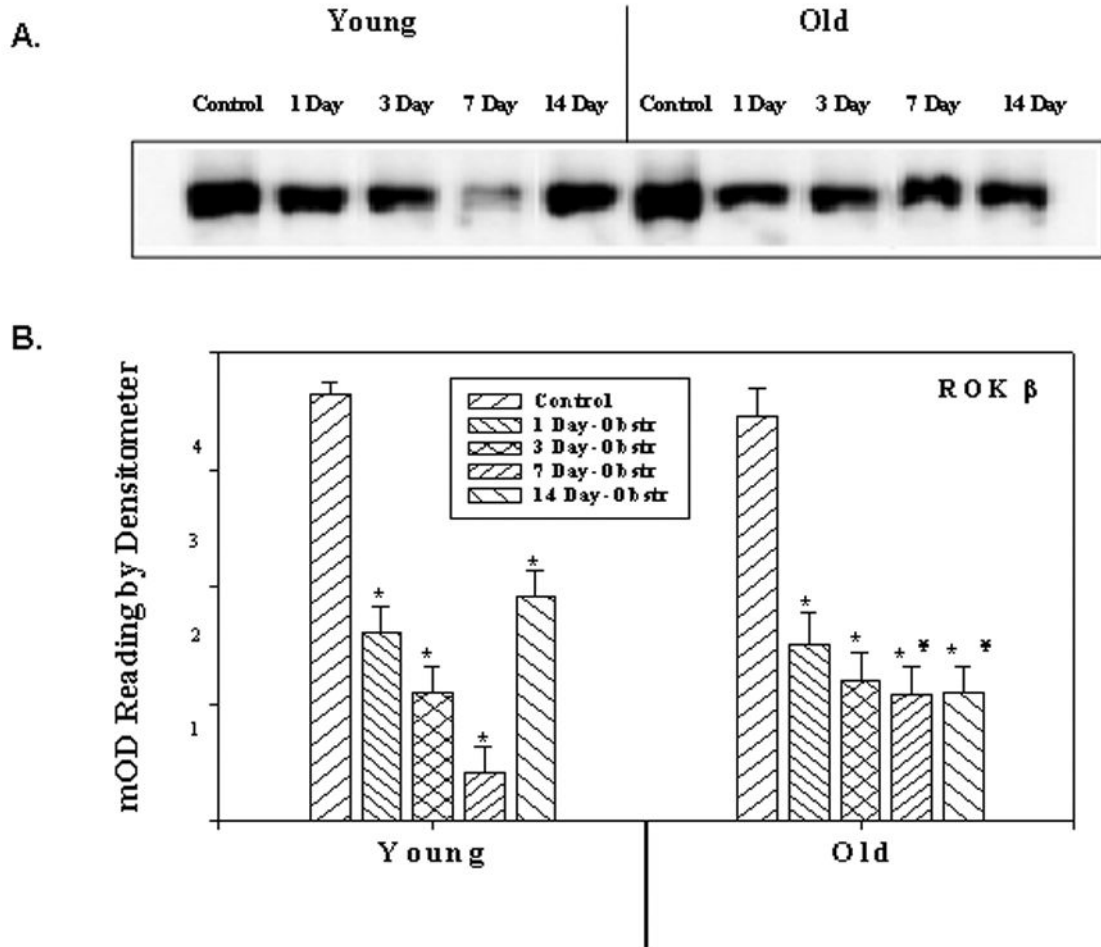 A.
Young Old
Control 1 Day 3 Day 7 Day 14 Day Control 1 Day 3 Day 7 Day 14 Day
B.
mOD Reading by Densitometer
4
3
2
1
ROK β
Control
1 Day-Obstr
3 Day-Obstr
7 Day-Obstr
14 Day-Obstr
* * * * * * * * ¥ * ¥
Young Old